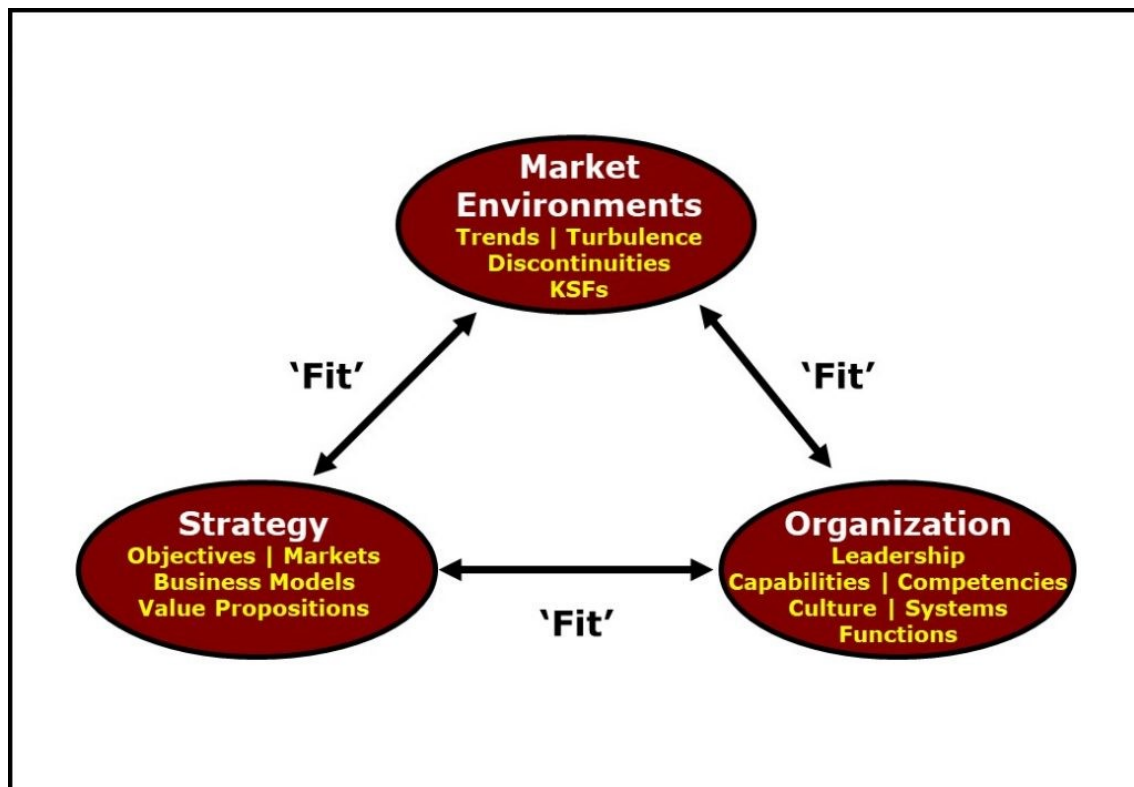 Market
Environments
Trends | Turbulence
Discontinuities
KSFs
‘Fit’
‘Fit’
Strategy
Objectives | Markets
Business Models
Value Propositions
Organization
Leadership
Capabilities | Competencies
Culture | Systems
Functions
‘Fit’